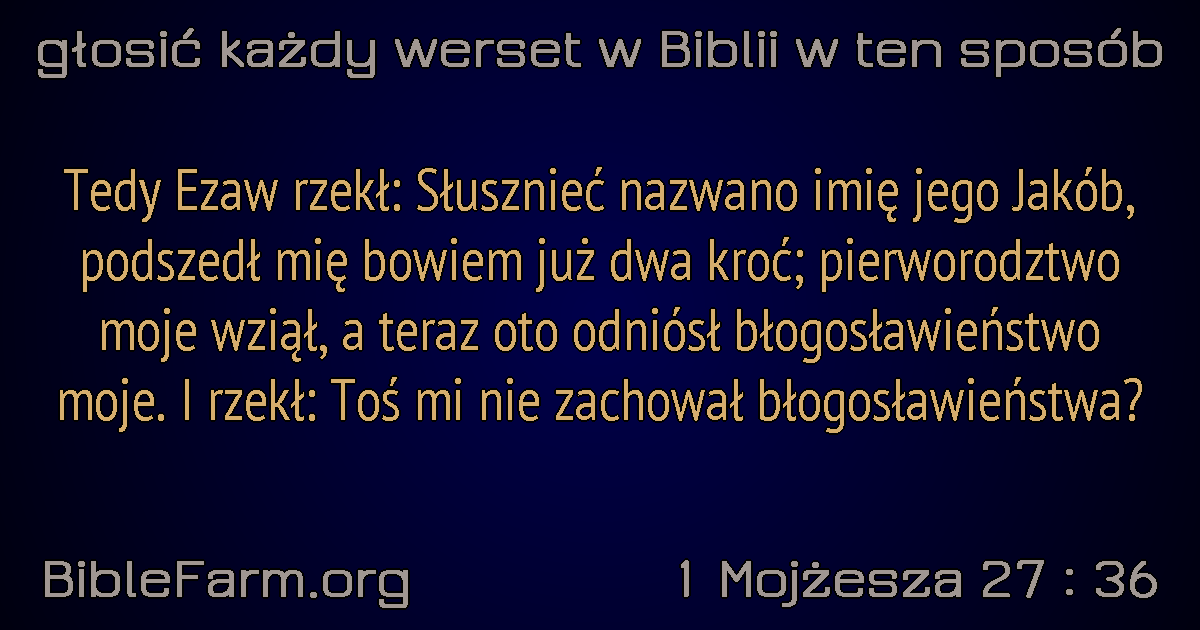 głosić każdy werset w Biblii w ten sposób
Tedy Ezaw rzekł: Słusznieć nazwano imię jego Jakób,
podszedł mię bowiem już dwa kroć; pierworodztwo
moje wziął, a teraz oto odniósł błogosławieństwo
moje. I rzekł: Toś mi nie zachował błogosławieństwa?
BibleFarm.org
1 Mojżesza 27 : 36